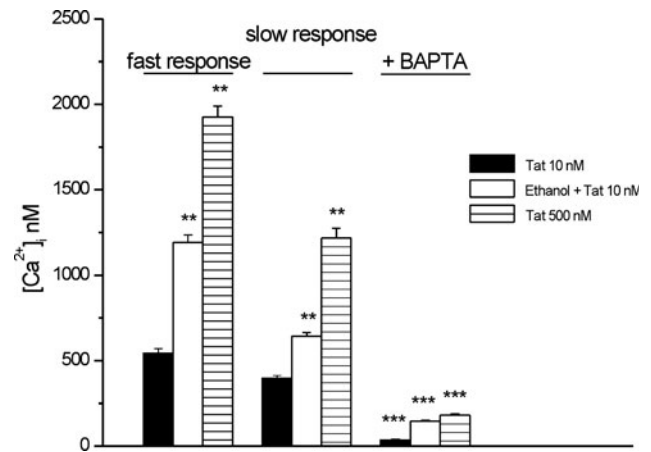 slow response
fast response
+ BAPTA
2500
2000
1500
1000
500
0
[Ca2+]i nM
**
**
**
**
***
***
***
Tat 10 nM
Ethanol + Tat 10 nM
Tat 500 nM